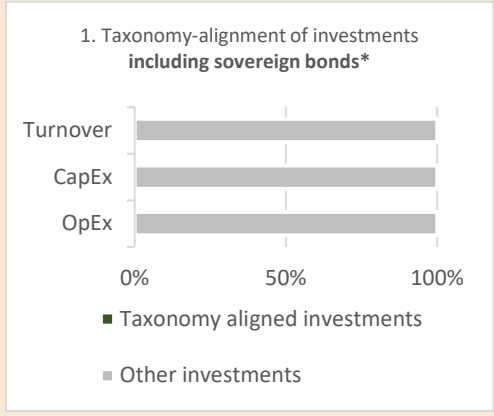 1. Taxonomy-alignment of investments
including sovereign bonds*
Turnover
CapEx
OpEx
0% 50% 100%
Taxonomy aligned investments
Other investments